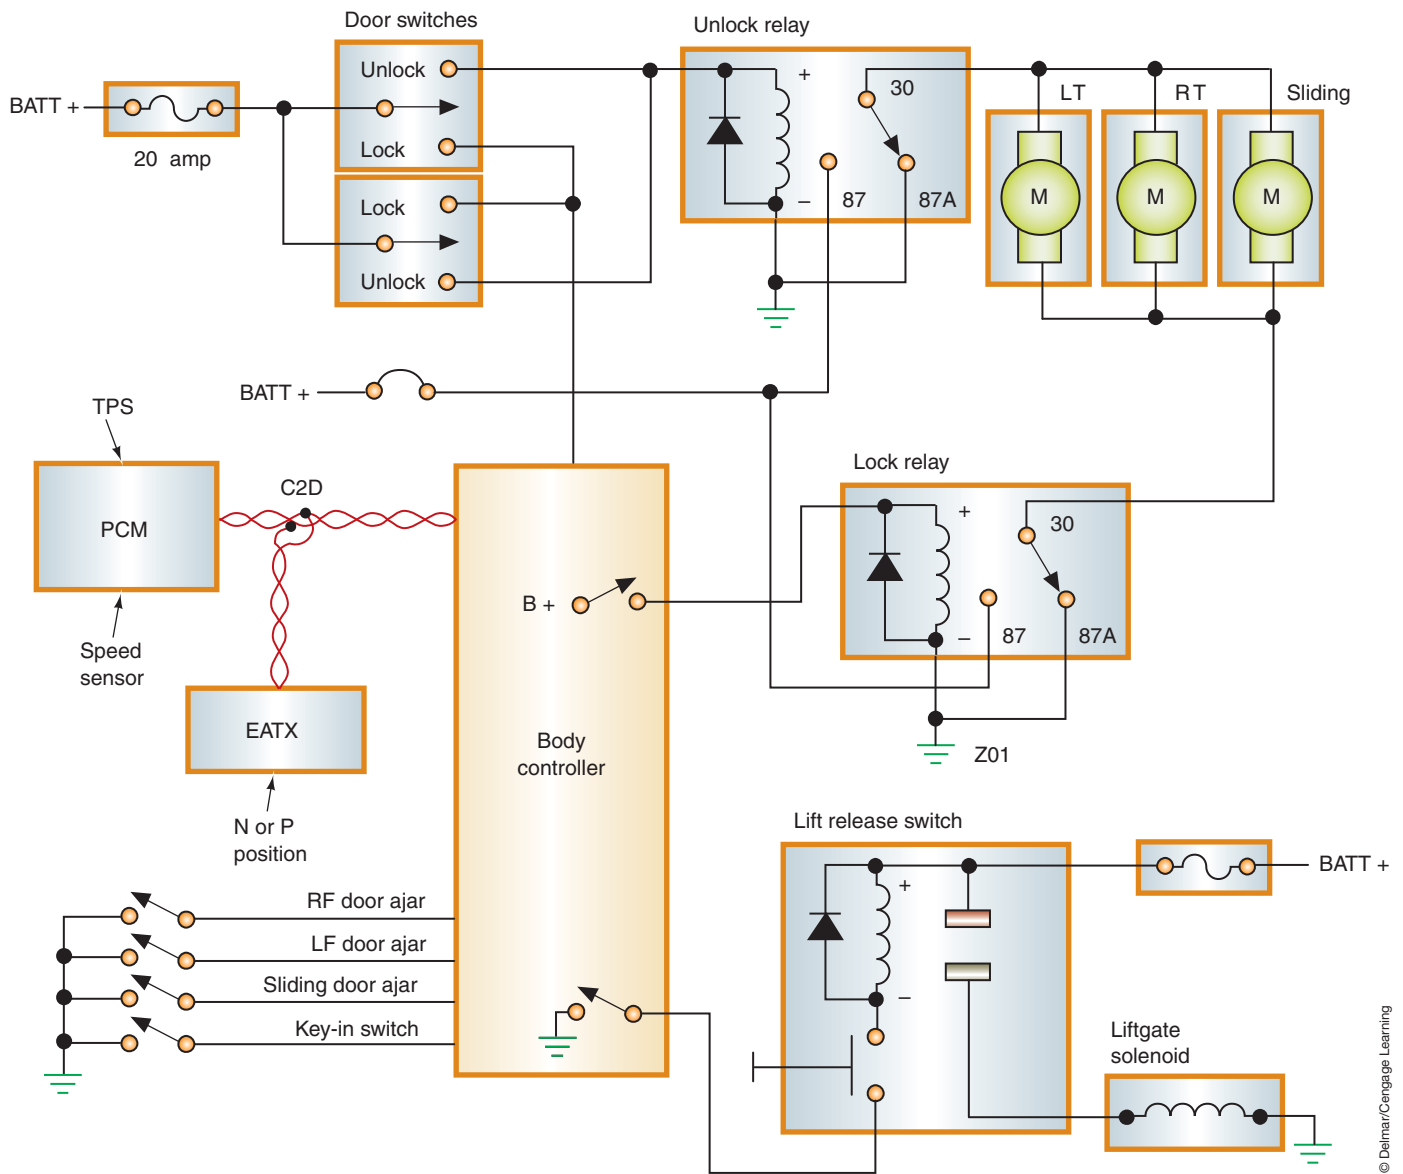 Door switches
Unlock relay
BATT +
20 amp
Unlock
Lock
Lock
Unlock
+
–
30
87
87A
LT
RT
Sliding
M
M
M
BATT +
TPS
PCM
C2D
Speed
sensor
EATX
N or P
position
Lock relay
+
–
30
87
87A
Z01
B +
Body
controller
RF door ajar
LF door ajar
Sliding door ajar
Key-in switch
Lift release switch
+
–
BATT +
Liftgate
solenoid
© Delmar/Cengage Learning